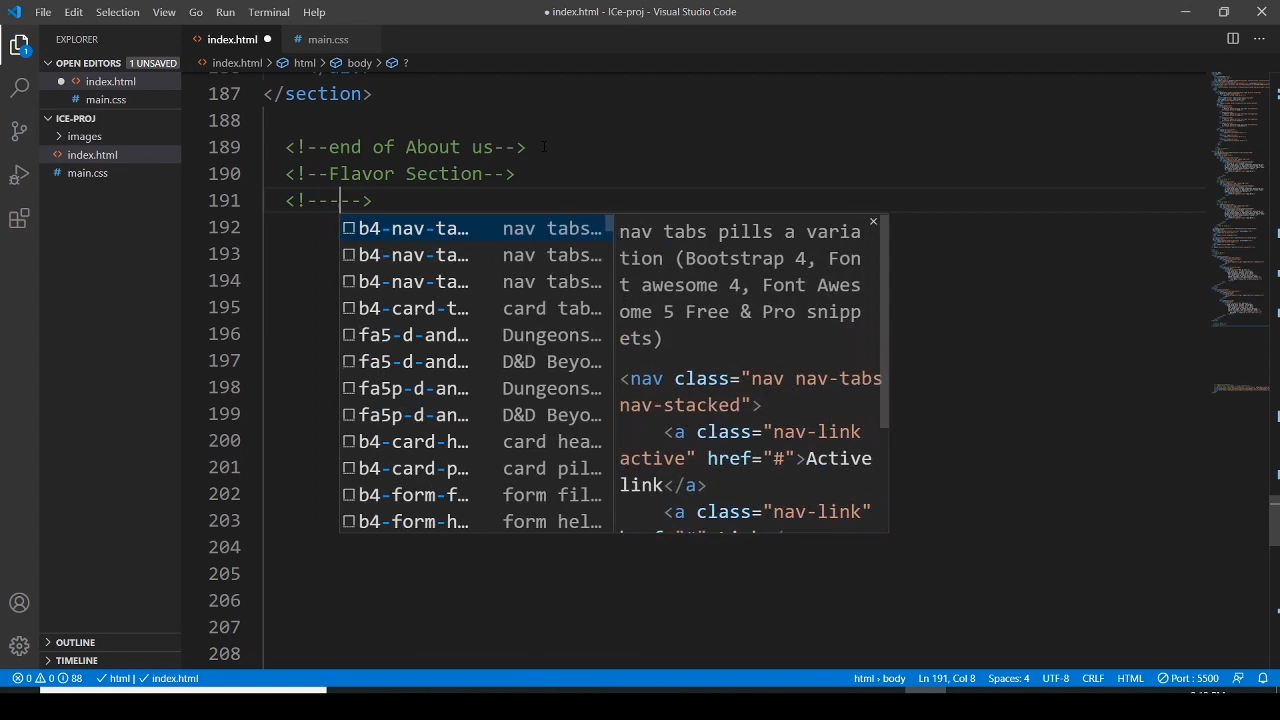 File Edit Selection View Go Run Terminal Help
● index.html - ICe-proj - Visual Studio Code
EXPLORER
OPEN EDITORS 1 UNSAVED
index.html
main.css
ICE-PROJ
images
index.html
main.css
OUTLINE
TIMELINE
1
index.html ● main.css
index.html > html > body > ?
187 </section>
188
189 <!--end of About us-->
190 <!--Flavor Section-->
191 <!----->
192
193
194
195
196
197
198
199
200
201
202
203
204
205
206
207
208
b4-nav-ta… nav tabs…
b4-nav-ta… nav tabs…
b4-nav-ta… nav tabs…
b4-card-t… card tab…
fa5-d-and… Dungeons…
fa5-d-and… D&D Beyo…
fa5p-d-an… Dungeons…
fa5p-d-an… D&D Beyo…
b4-card-h… card hea…
b4-card-p… card pil…
b4-form-f… form fil…
b4-form-h… form hel…
nav tabs pills a varia
tion (Bootstrap 4, Fon
t awesome 4, Font Awes
ome 5 Free & Pro snipp
ets)
<nav class="nav nav-tabs
nav-stacked">
<a class="nav-link
active" href="#">Active
link</a>
<a class="nav-link"
0 0 88 html | index.html
html › body Ln 191, Col 8 Spaces: 4 UTF-8 CRLF HTML Port : 5500